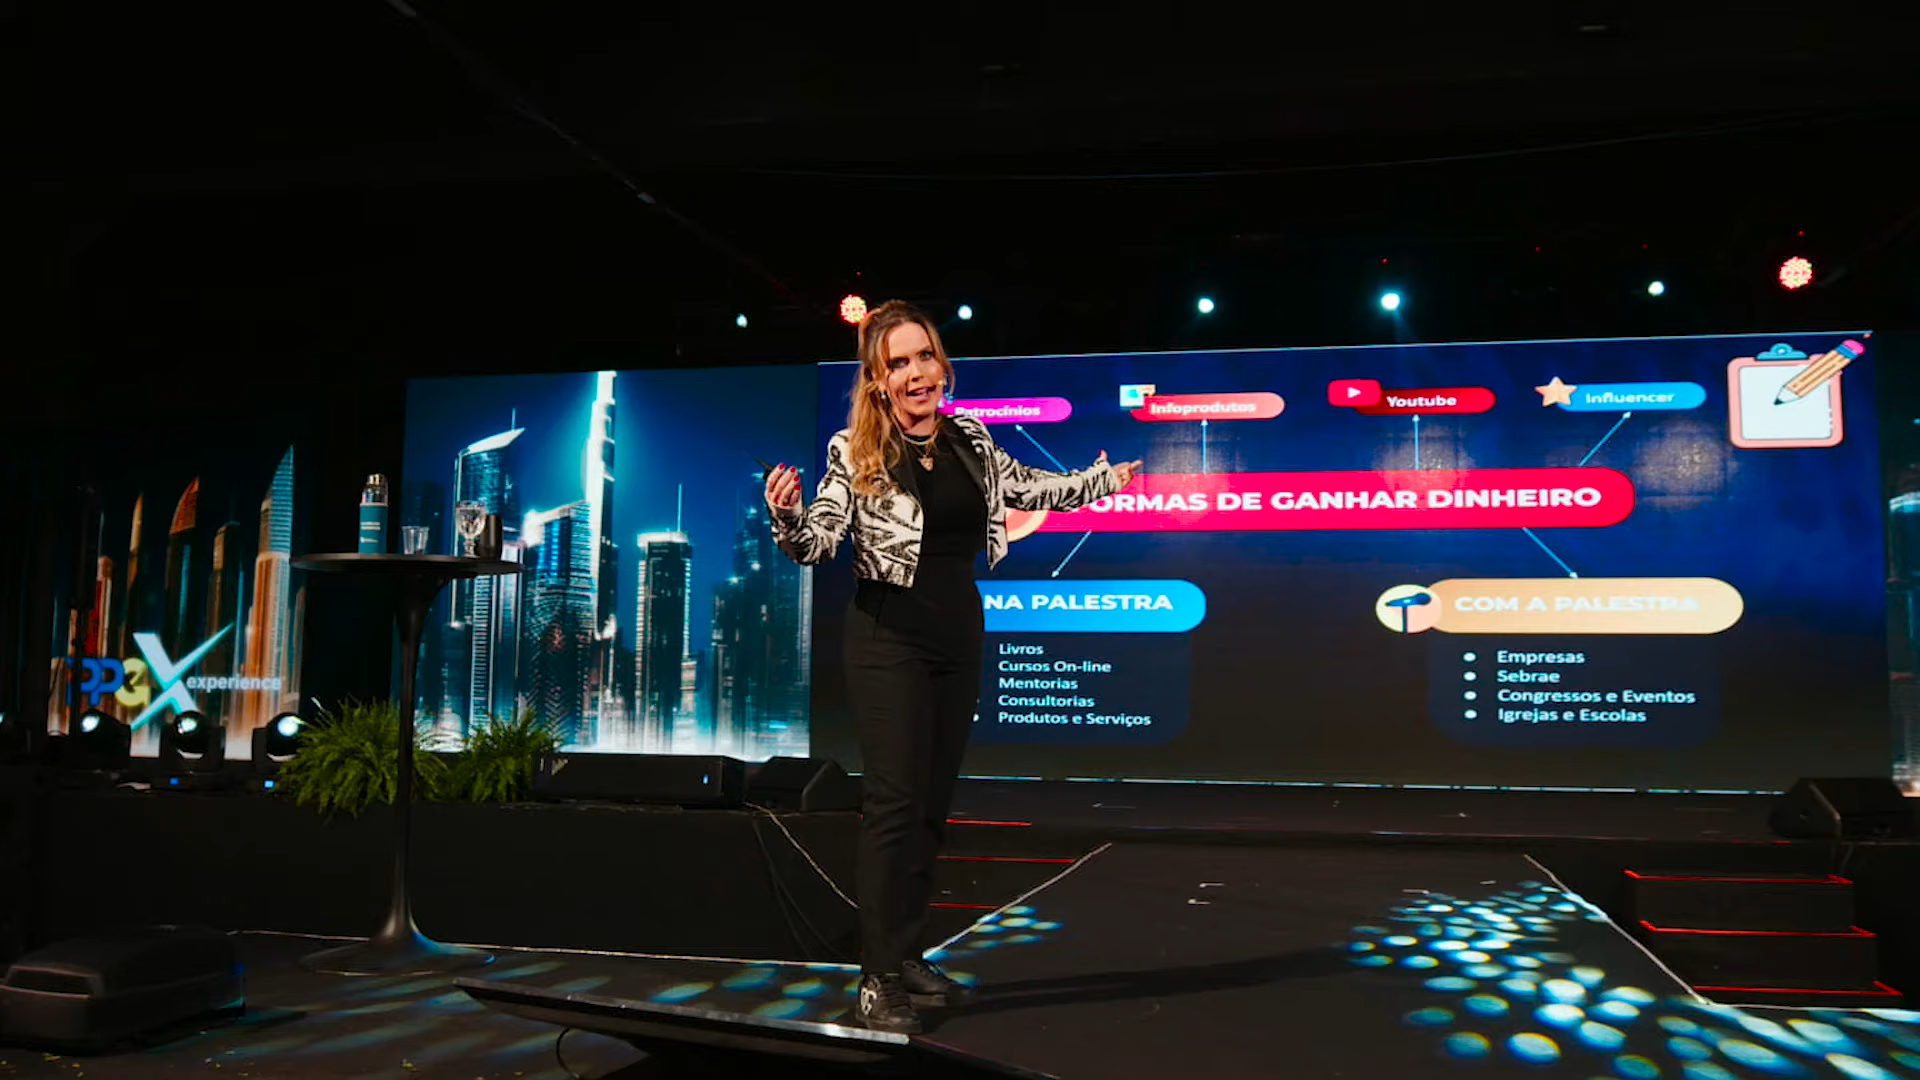 Patrocínios
Infoprodutos
Youtube
Influencer
ORMAS DE GANHAR DINHEIRO
NA PALESTRA
COM A PALESTRA
Livros
Cursos On-line
Mentorias
Consultorias
Produtos e Serviços
Empresas
Sebrae
Congressos e Eventos
Igrejas e Escolas
experience